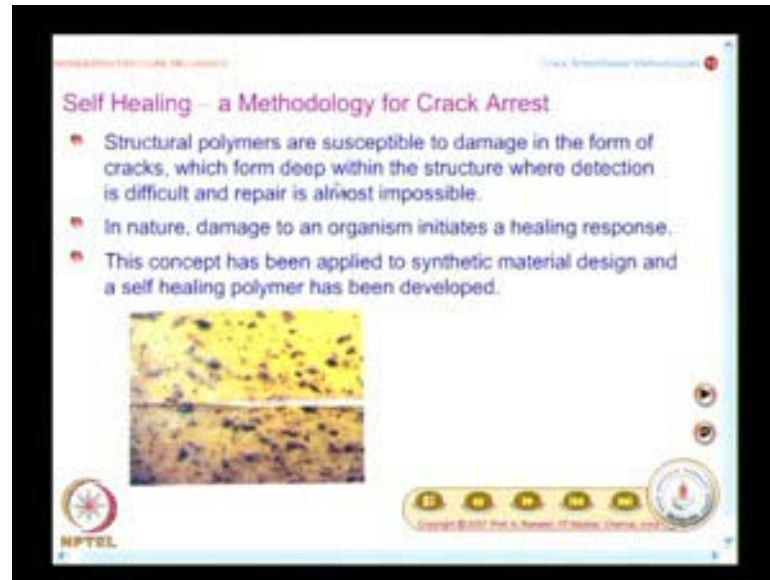 Self Healing – a Methodology for Crack Arrest
Structural polymers are susceptible to damage in the form of
cracks, which form deep within the structure where detection
is difficult and repair is almost impossible.
In nature, damage to an organism initiates a healing response.
This concept has been applied to synthetic material design and
a self healing polymer has been developed.
NPTEL